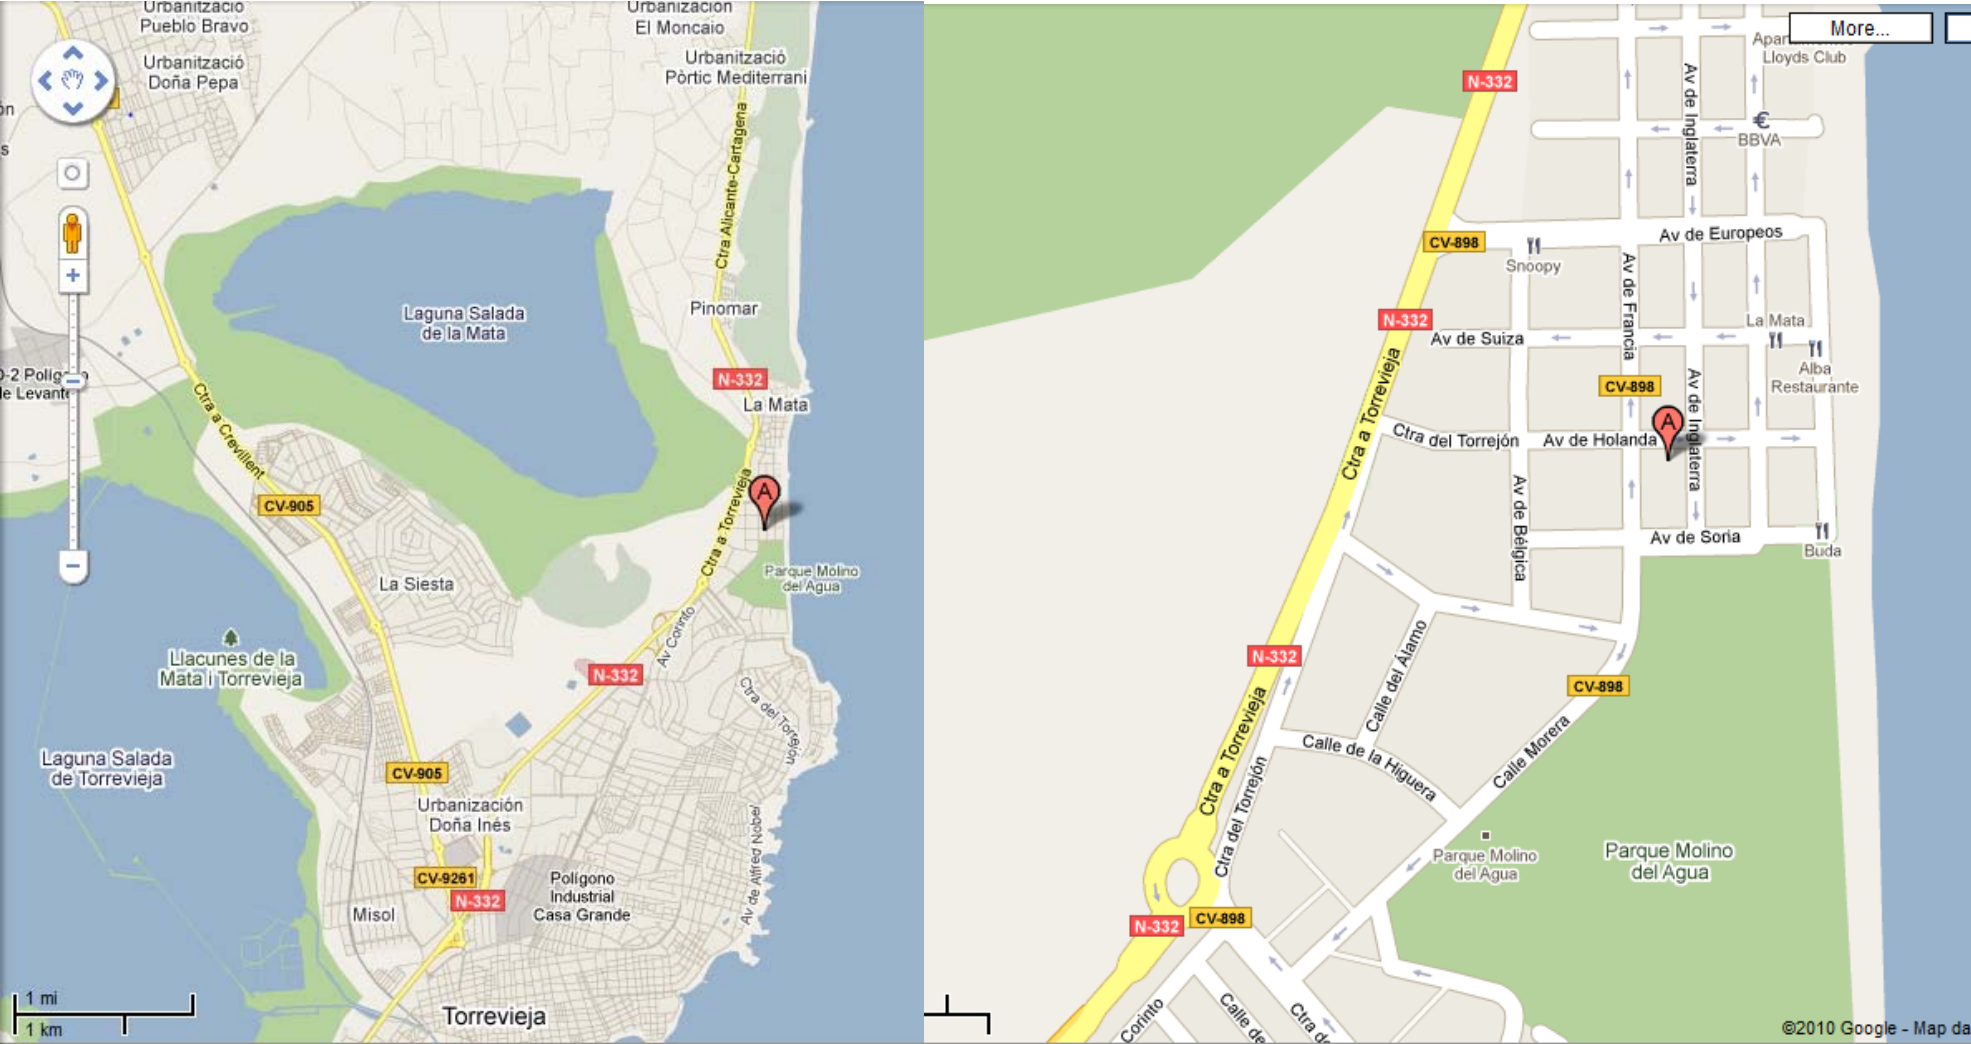 Urbanització
Pueblo Bravo
Urbanització
Doña Pepa
Urbanización
El Moncaio
Urbanització
Pòrtic Mediterrani
Ctra Alicante-Cartagena
Laguna Salada
de la Mata
Pinomar
N-332
La Mata
Ctra a Crevillent
CV-905
A
Ctra a Torrevieja
La Siesta
Parque Molino
del Agua
Av Corinto
Llacunes de la
Mata i Torrevieja
N-332
Ctra del Torrejón
Laguna Salada
de Torrevieja
CV-905
Urbanización
Doña Inés
Av de Alfred Nobel
CV-9261
N-332
Polígono
Industrial
Casa Grande
Misol
Torrevieja
1 mi
1 km
More...
Lloyds Club
N-332
Av de Inglaterra
€
BBVA
CV-898
Av de Europeos
Snoopy
Av de Francia
N-332
Av de Suiza
La Mata
Alba
Restaurante
CV-898
Av de Inglaterra
Ctra a Torrevieja
Ctra del Torrejón
Av de Holanda
A
Av de Bélgica
Av de Soria
Buda
Calle del Álamo
N-332
CV-898
Ctra a Torrevieja
Calle de la Higuera
Calle Morera
Ctra del Torrejón
Parque Molino
del Agua
Parque Molino
del Agua
N-332
CV-898
Corinto
Calle de
Ctra de
©2010 Google - Map da